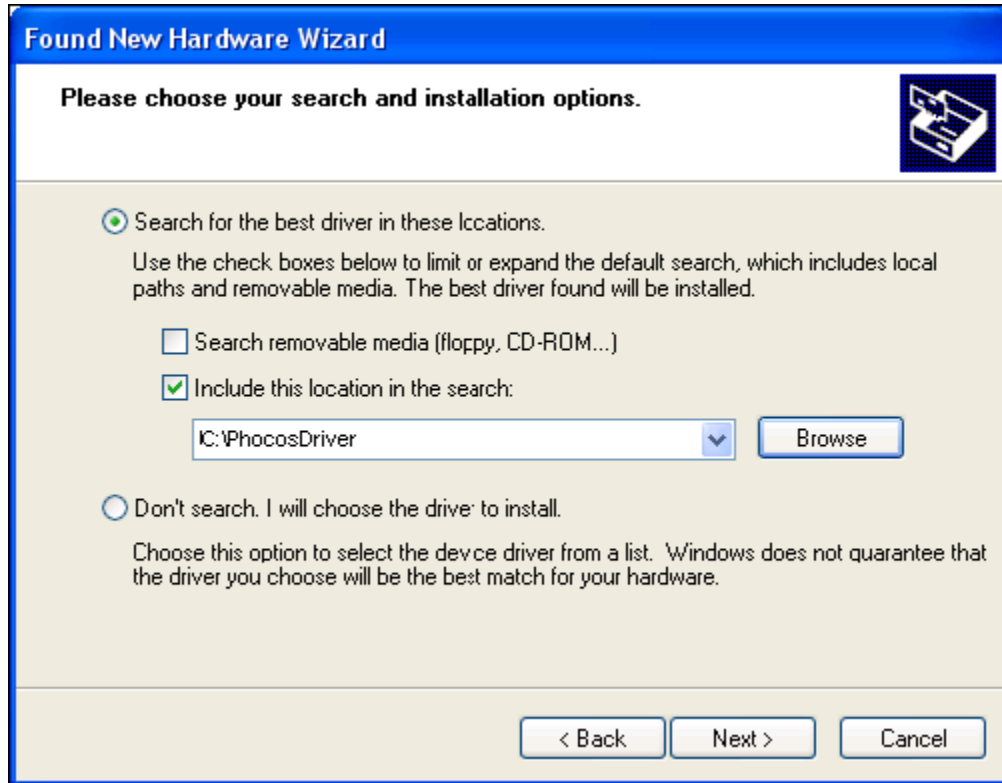 Found New Hardware Wizard
Please choose your search and installation options.
Search for the best driver in these locations.
Use the check boxes below to limit or expand the default search, which includes local
paths and removable media. The best driver found will be installed.
Search removable media (floppy, CD-ROM...)
Include this location in the search:
C:\PhocosDriver
Browse
Don't search. I will choose the driver to install.
Choose this option to select the device driver from a list. Windows does not guarantee that
the driver you choose will be the best match for your hardware.
< Back
Next >
Cancel